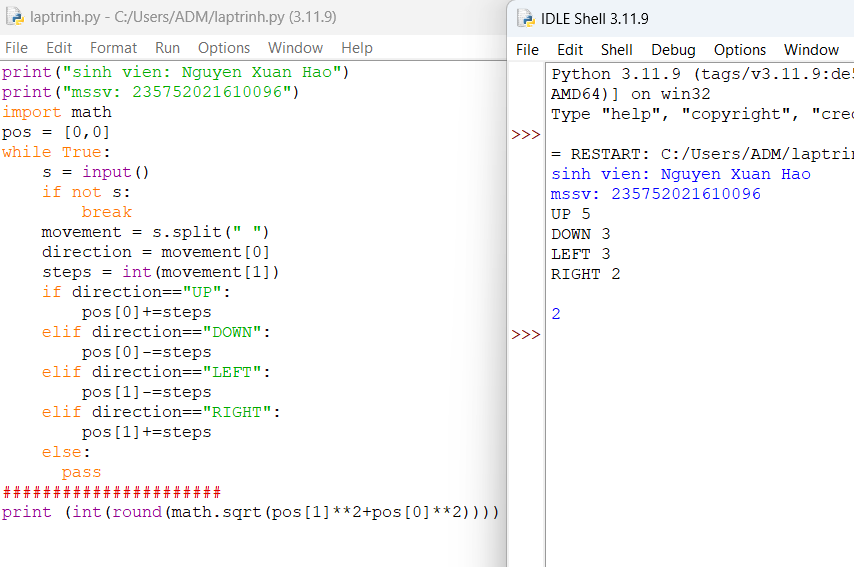 laptrinh.py - C:/Users/ADM/laptrinh.py (3.11.9)
File Edit Format Run Options Window Help
print("sinh vien: Nguyen Xuan Hao")
print("mssv: 235752021610096")
import math
pos = [0,0]
while True:
    s = input()
    if not s:
        break
    movement = s.split(" ")
    direction = movement[0]
    steps = int(movement[1])
    if direction=="UP":
        pos[0]+=steps
    elif direction=="DOWN":
        pos[0]-=steps
    elif direction=="LEFT":
        pos[1]-=steps
    elif direction=="RIGHT":
        pos[1]+=steps
    else:
      pass
######################
print (int(round(math.sqrt(pos[1]**2+pos[0]**2))))
IDLE Shell 3.11.9
File Edit Shell Debug Options Window
Python 3.11.9 (tags/v3.11.9:de5
AMD64)] on win32
Type "help", "copyright", "cre
>>>
= RESTART: C:/Users/ADM/laptrin
sinh vien: Nguyen Xuan Hao
mssv: 235752021610096
UP 5
DOWN 3
LEFT 3
RIGHT 2
2
>>>